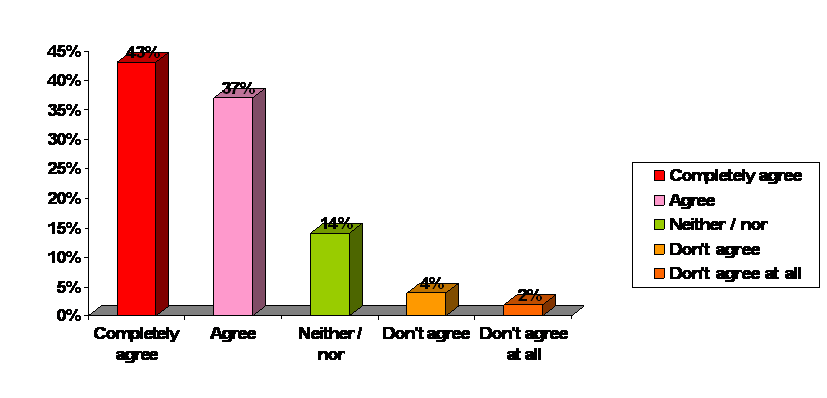 45%
40%
35%
30%
25%
20%
15%
10%
5%
0%
43%
37%
14%
4%
2%
Completely
agree
Agree
Neither /
nor
Don't agree
Don't agree
at all
Completely agree
Agree
Neither / nor
Don't agree
Don't agree at all